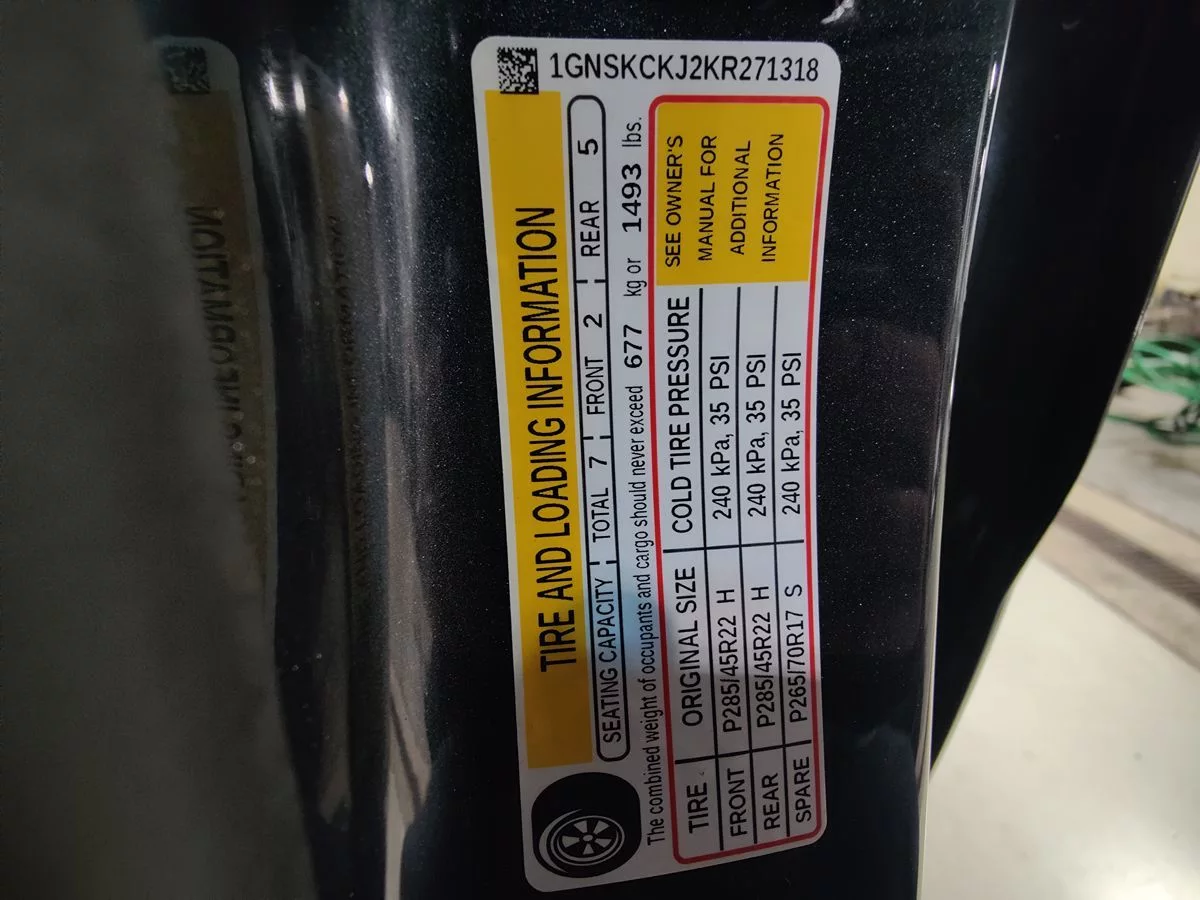 1GNSKCKJ2KR271318
TIRE AND LOADING INFORMATION
SEATING CAPACITY TOTAL 7 FRONT 2 REAR 5
The combined weight of occupants and cargo should never exceed 677 kg or 1493 lbs.
TIRE ORIGINAL SIZE COLD TIRE PRESSURE
FRONT P285/45R22 H 240 kPa, 35 PSI
REAR P285/45R22 H 240 kPa, 35 PSI
SPARE P265/70R17 S 240 kPa, 35 PSI
SEE OWNER'S
MANUAL FOR
ADDITIONAL
INFORMATION